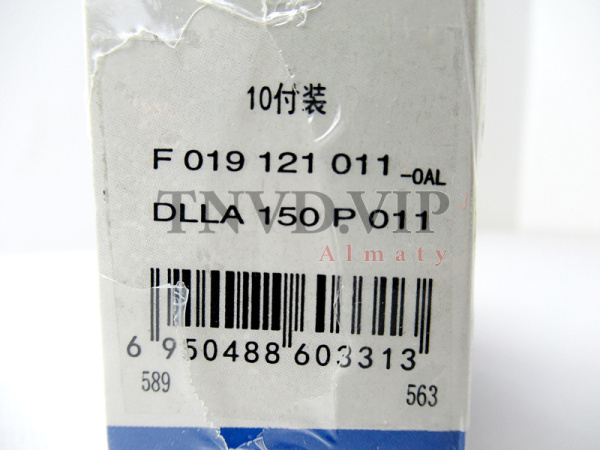 10付装
F 019 121 011 -0AL
TNVD.VIP
DLLA 150 P 011
Almaty
6 950488 603313
589
563